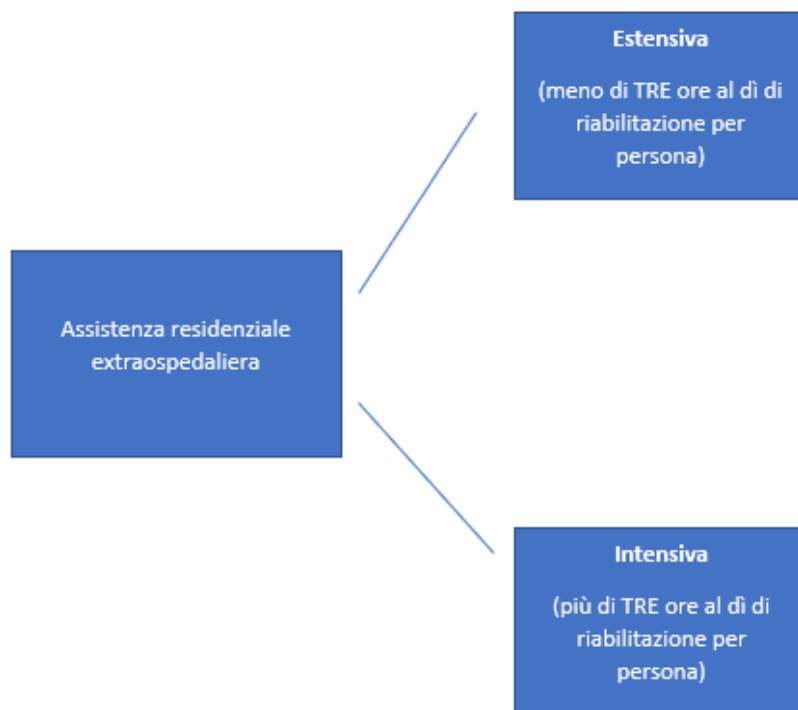 Estensiva
(meno di TRE ore al dì di
riabilitazione per
persona)
Assistenza residenziale
extraospedaliera
Intensiva
(più di TRE ore al dì di
riabilitazione per
persona)